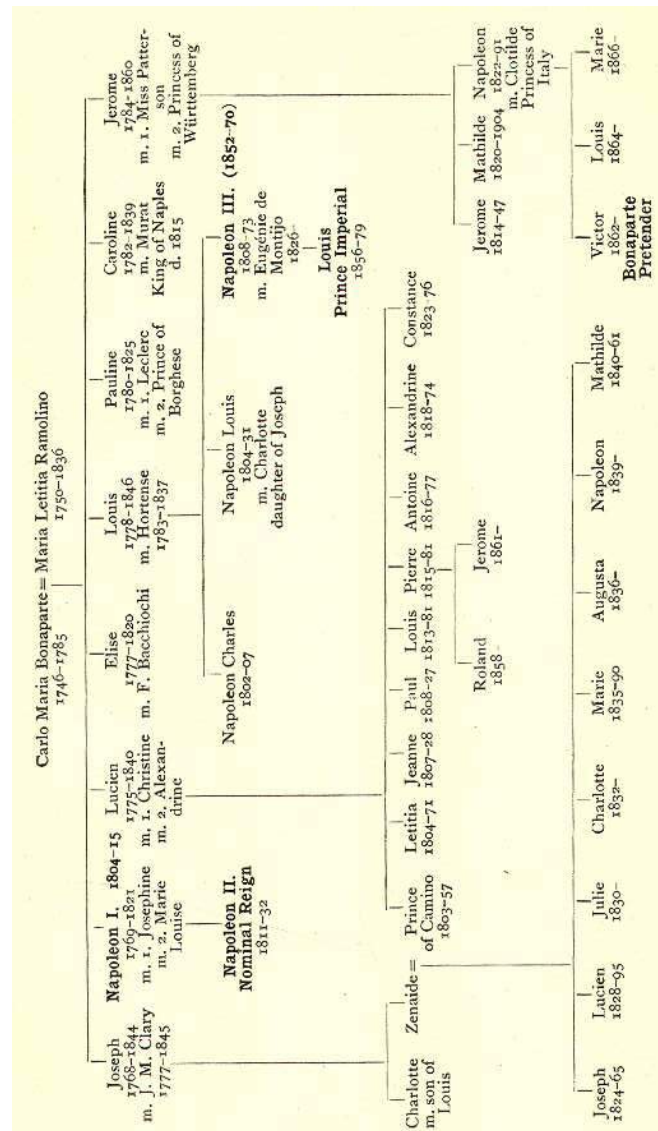 Carlo Maria Bonaparte = Maria Letitia Ramolino
1746-1785
1750-1836
Joseph
1768-1844
m. J. M. Clary
1777-1845
Napoleon I. 1804-15
1769-1821
m. 1. Josephine
m. 2. Marie
Louise
Lucien
1775-1840
m. 1. Christine
m. 2. Alexan-
drine
Elise
1777-1820
m. F. Bacchiochi
Louis
1778-1846
m. Hortense
1783-1837
Pauline
1780-1825
m. 1. Leclerc
m. 2. Prince of
Borghese
Caroline
1782-1839
m. Murat
King of Naples
d. 1815
Jerome
1784-1860
m. 1. Miss Patter-
son
m. 2. Princess of
Württemberg
Napoleon II.
Nominal Reign
1811-32
Napoleon Charles
1802-07
Napoleon Louis
1804-31
m. Charlotte
daughter of Joseph
Napoleon III. (1852-70)
1808-73
m. Eugénie de
Montijo
1826-
Louis
Prince Imperial
1856-79
Charlotte
m. son of
Louis
Zenaide =
Prince
of Camino
1803-57
Letitia
1804-71
Jeanne
1807-28
Paul
1808-27
Louis
1813-81
Pierre
1815-81
Antoine
1816-77
Alexandrine
1818-74
Constance
1823-76
Jerome
1814-47
Mathilde
1820-1904
Napoleon
1822-91
m. Clotilde
Princess of
Italy
Roland
1858-
Jerome
1861-
Joseph
1824-65
Lucien
1828-95
Julie
1830-
Charlotte
1832-
Marie
1835-90
Augusta
1836-
Napoleon
1839-
Mathilde
1840-61
Victor
1862-
Bonaparte
Pretender
Louis
1864-
Marie
1866-